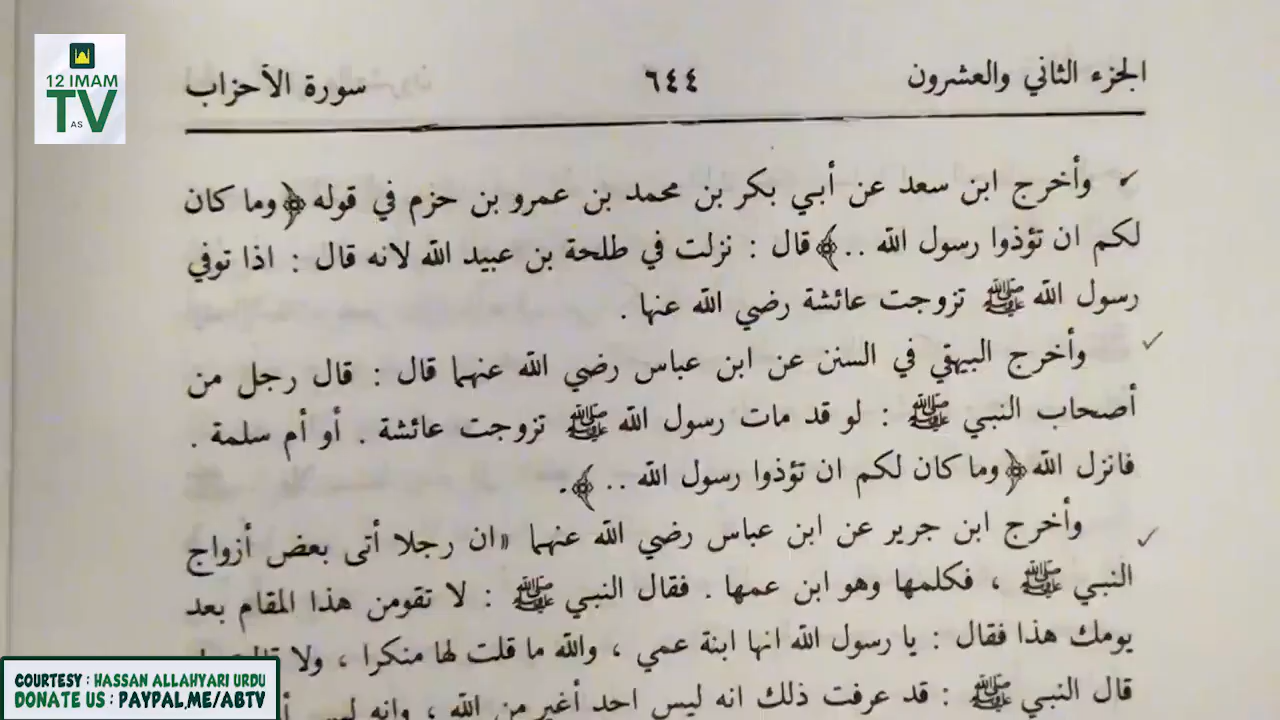 12 IMAM
TV
AS
الجزء الثاني والعشرون ٦٤٤ سورة الأحزاب
وأخرج ابن سعد عن أبي بكر بن محمد بن عمرو بن حزم في قوله ﴿وما كان
لكم ان تؤذوا رسول الله ..﴾ قال : نزلت في طلحة بن عبيد الله لانه قال : اذا توفي
رسول الله ﷺ تزوجت عائشة رضي الله عنها .
وأخرج البيهقي في السنن عن ابن عباس رضي الله عنهما قال : قال رجل من
أصحاب النبي ﷺ : لو قد مات رسول الله ﷺ تزوجت عائشة . أو أم سلمة .
فانزل الله ﴿وما كان لكم ان تؤذوا رسول الله .. ﴾.
وأخرج ابن جرير عن ابن عباس رضي الله عنهما «ان رجلا أتى بعض أزواج
النبي ﷺ ، فكلمها وهو ابن عمها . فقال النبي ﷺ : لا تقومن هذا المقام بعد
يومك هذا فقال : يا رسول الله انها ابنة عمي ، والله ما قلت لها منكرا ، ولا
قال النبي ﷺ : قد عرفت ذلك انه ليس احد أغير من الله ، وانه ليس
COURTESY : HASSAN ALLAHYARI URDU
DONATE US : PAYPAL.ME/ABTV